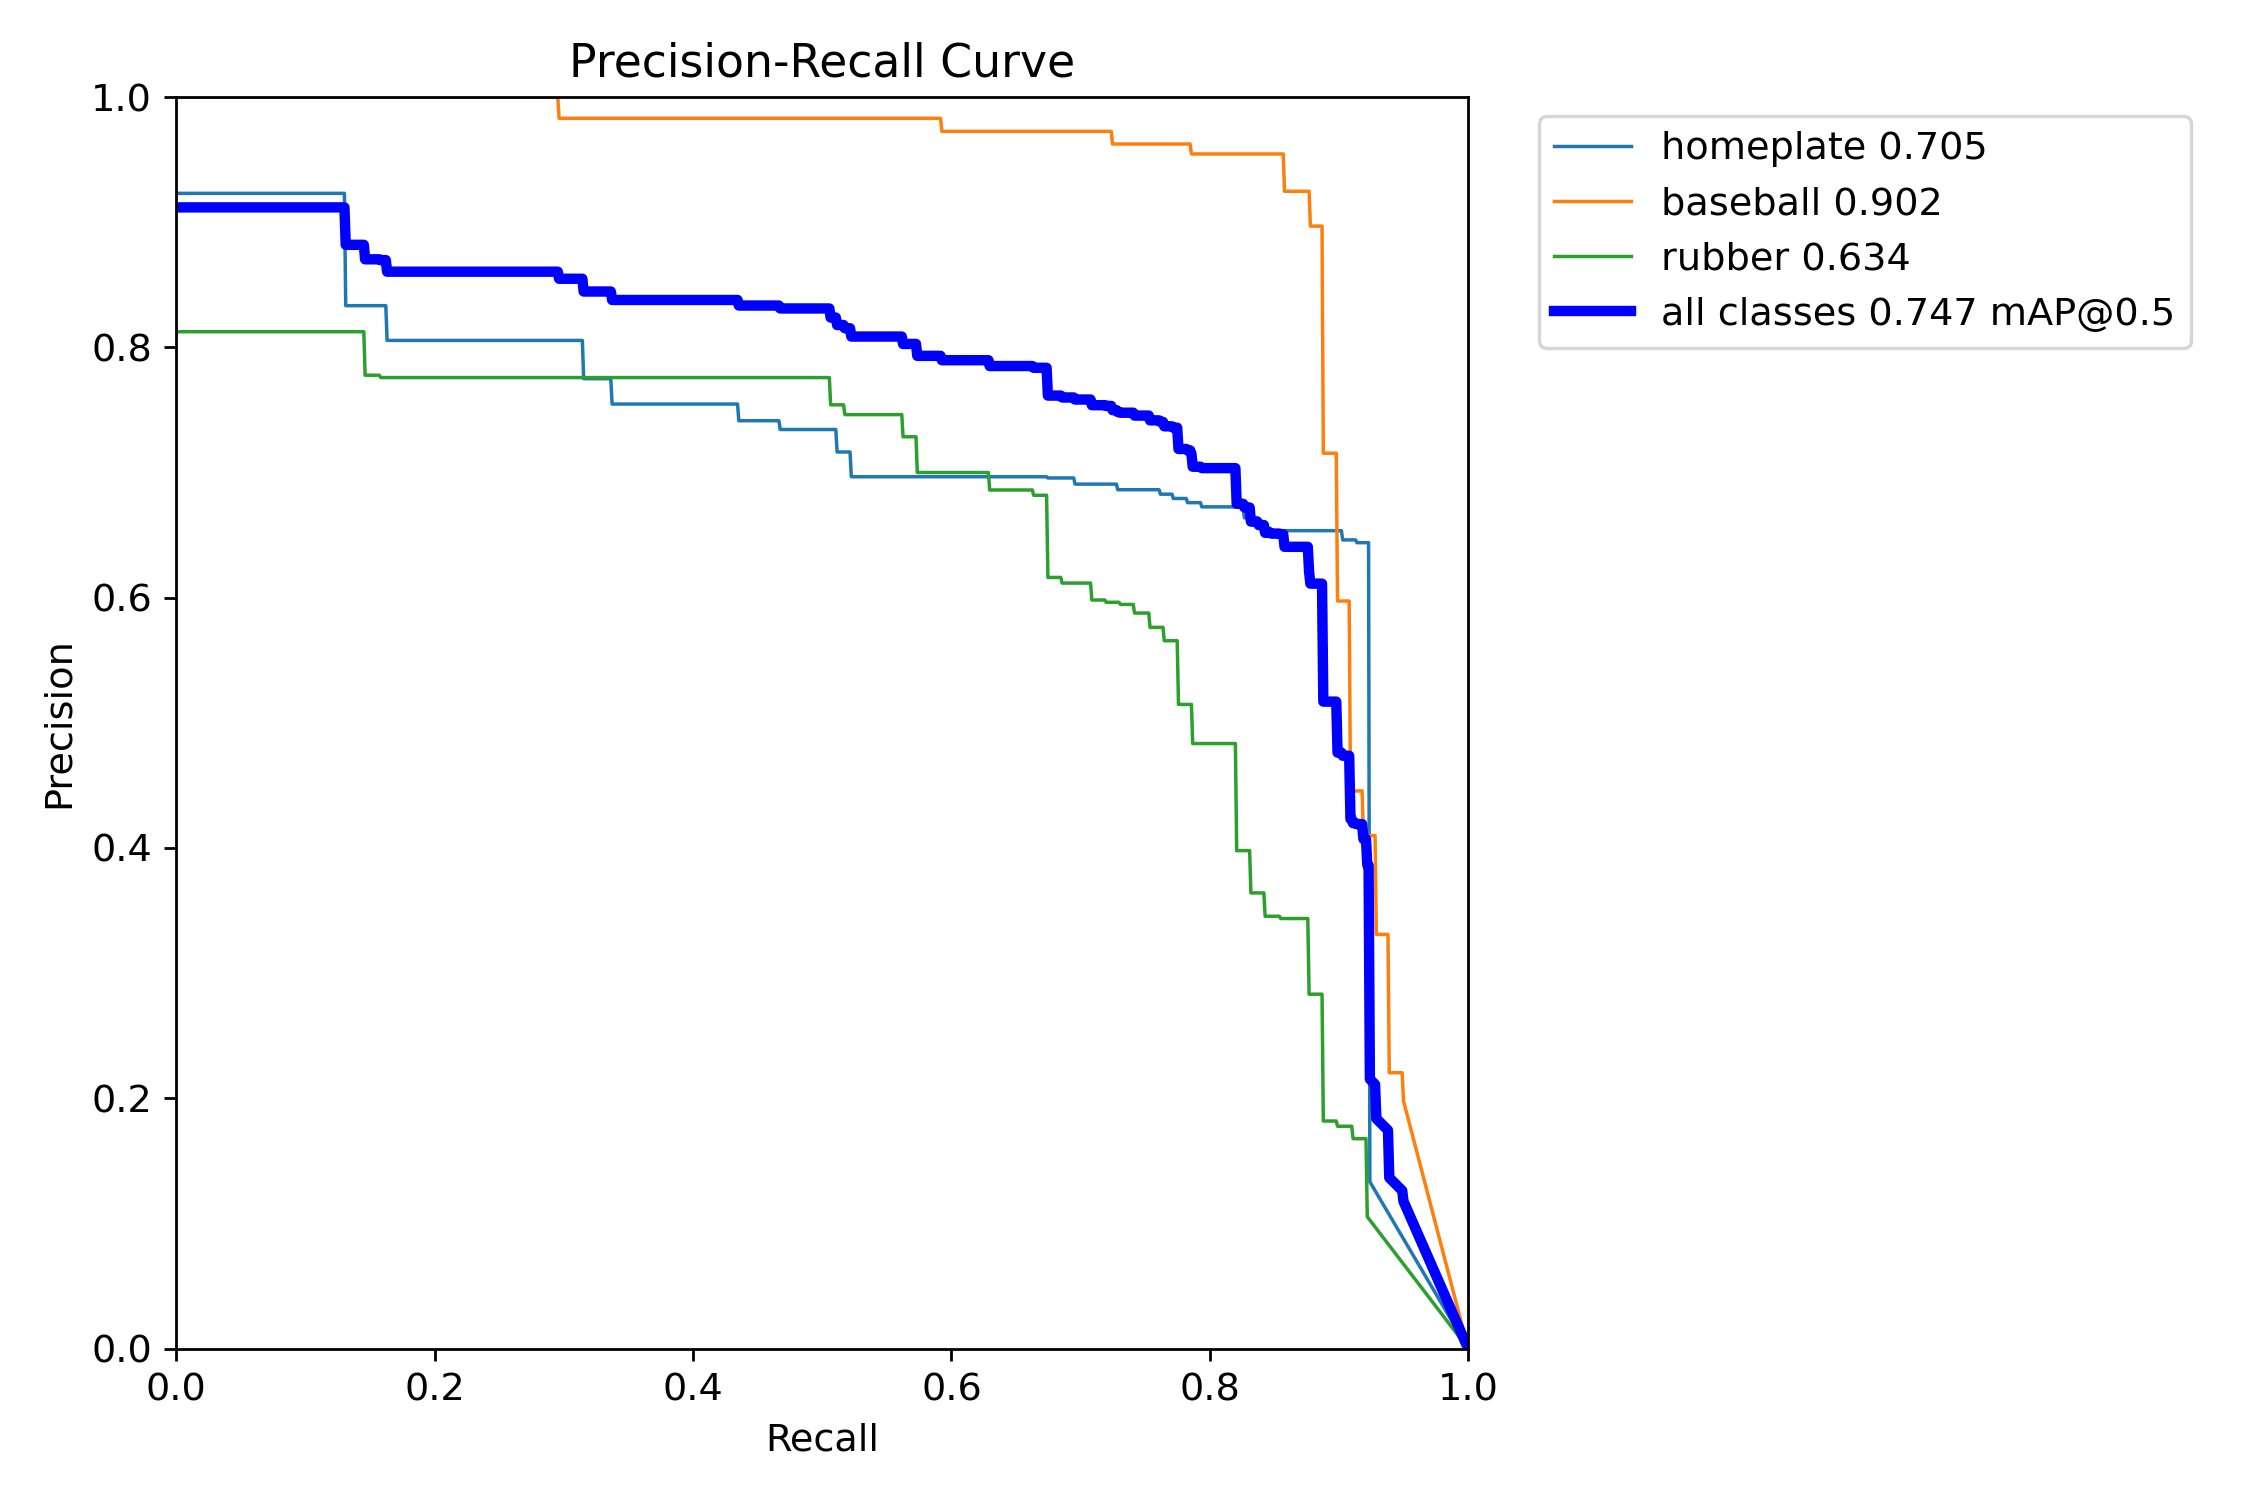 Precision-Recall Curve
1.0
0.8
0.6
0.4
0.2
0.0
Precision
0.0 0.2 0.4 0.6 0.8 1.0
Recall
homeplate 0.705
baseball 0.902
rubber 0.634
all classes 0.747 mAP@0.5